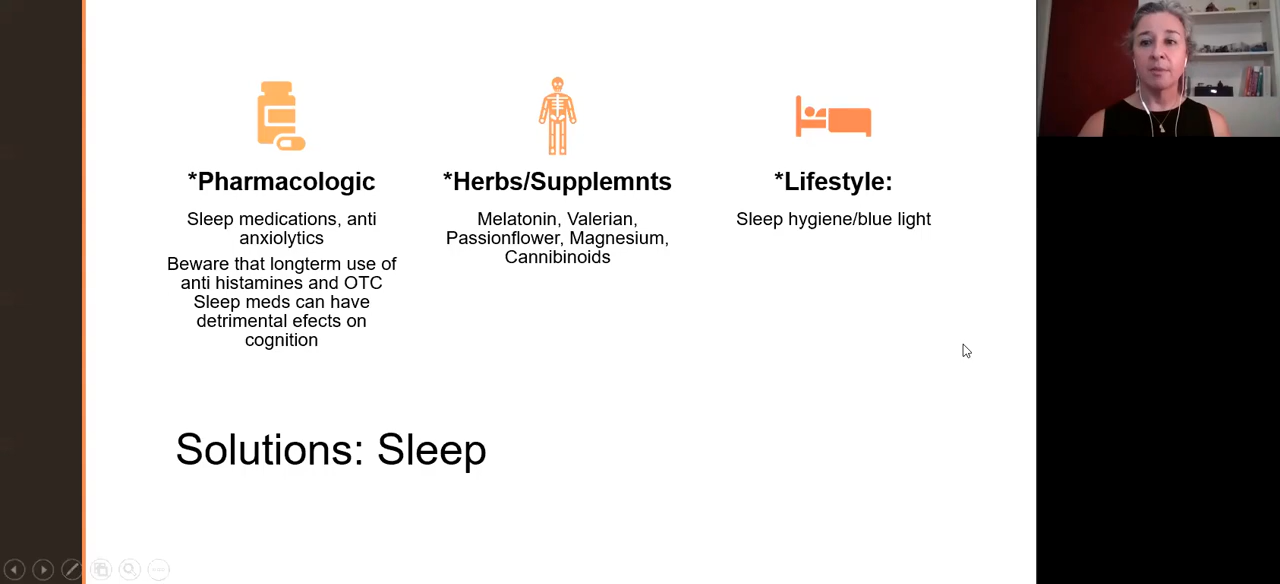 *Pharmacologic
Sleep medications, anti
anxiolytics
Beware that longterm use of
anti histamines and OTC
Sleep meds can have
detrimental efects on
cognition
*Herbs/Supplemnts
Melatonin, Valerian,
Passionflower, Magnesium,
Cannibinoids
*Lifestyle:
Sleep hygiene/blue light
Solutions: Sleep